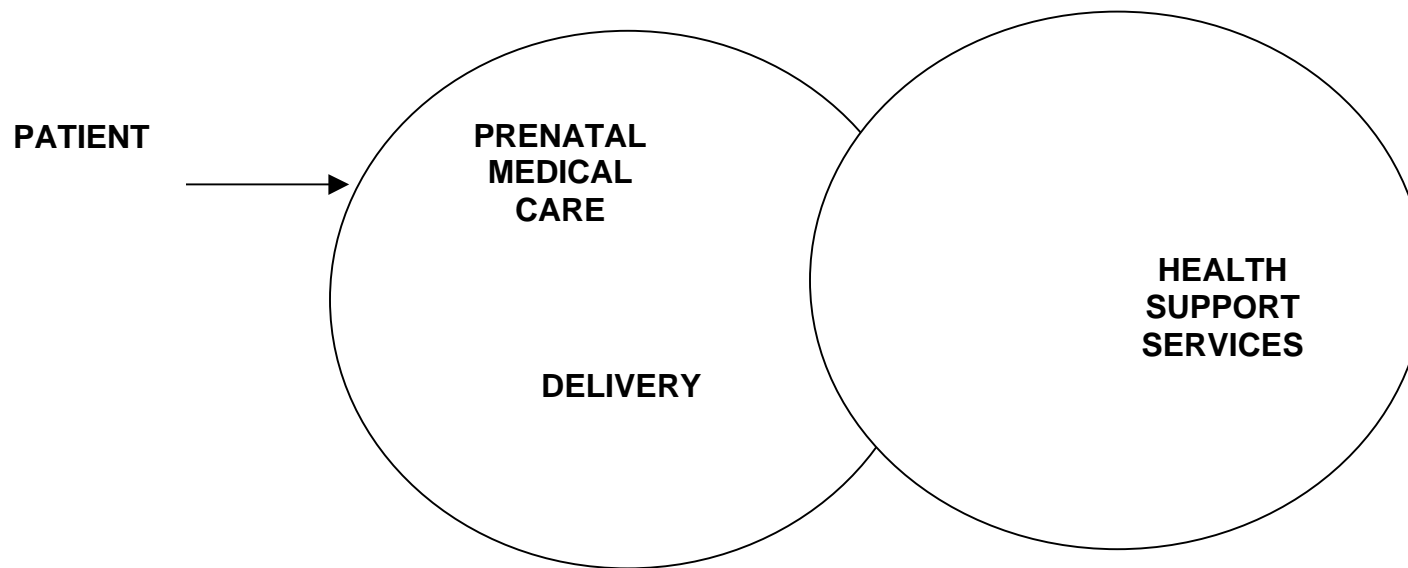 PATIENT
PRENATAL
MEDICAL
CARE
DELIVERY
HEALTH
SUPPORT
SERVICES